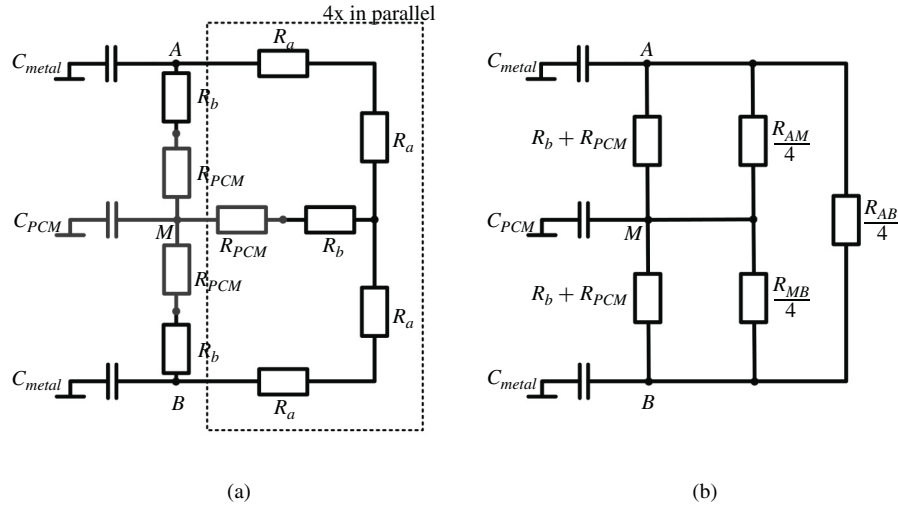 4x in parallel
C_metal A R_a
R_b
R_a
R_PCM
C_PCM M R_PCM R_b
R_PCM
R_a
R_b
C_metal B R_a
(a)
C_metal A
R_b + R_PCM R_AM/4
C_PCM M R_AB/4
R_b + R_PCM R_MB/4
C_metal B
(b)